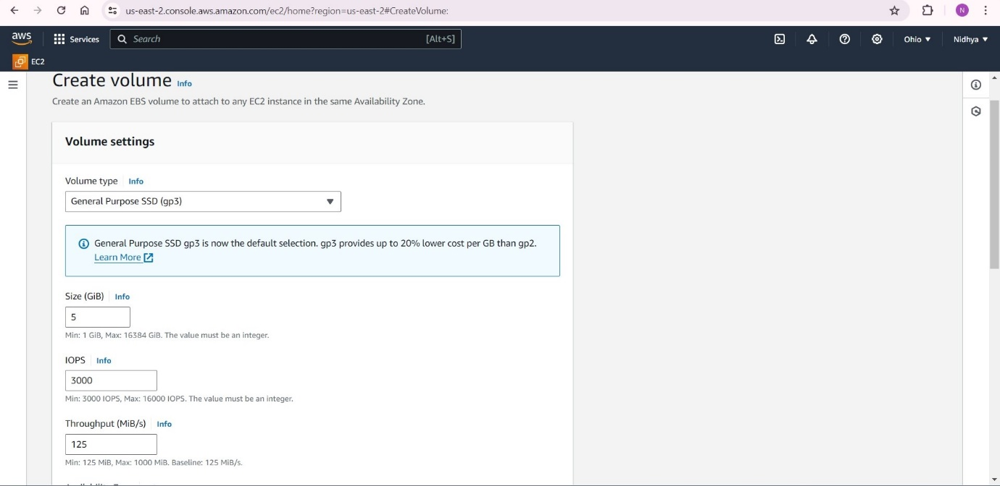 us-east-2.console.aws.amazon.com/ec2/home?region=us-east-2#CreateVolume:
N
aws
Services
Search
[Alt+S]
Ohio ▼
Nidhya ▼
EC2
Create volume Info
Create an Amazon EBS volume to attach to any EC2 instance in the same Availability Zone.
Volume settings
Volume type Info
General Purpose SSD (gp3)
General Purpose SSD gp3 is now the default selection. gp3 provides up to 20% lower cost per GB than gp2.
Learn More
Size (GiB) Info
5
Min: 1 GiB, Max: 16384 GiB. The value must be an integer.
IOPS Info
3000
Min: 3000 IOPS, Max: 16000 IOPS. The value must be an integer.
Throughput (MiB/s) Info
125
Min: 125 MiB, Max: 1000 MiB. Baseline: 125 MiB/s.